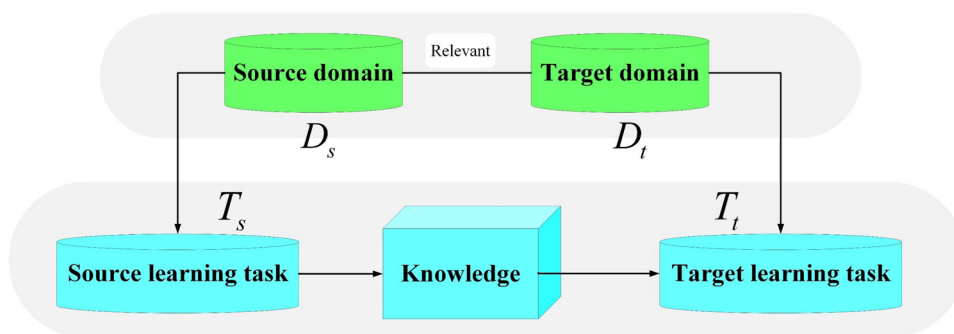 Source domain
Relevant
Target domain
D_s
D_t
T_s
T_t
Source learning task
Knowledge
Target learning task